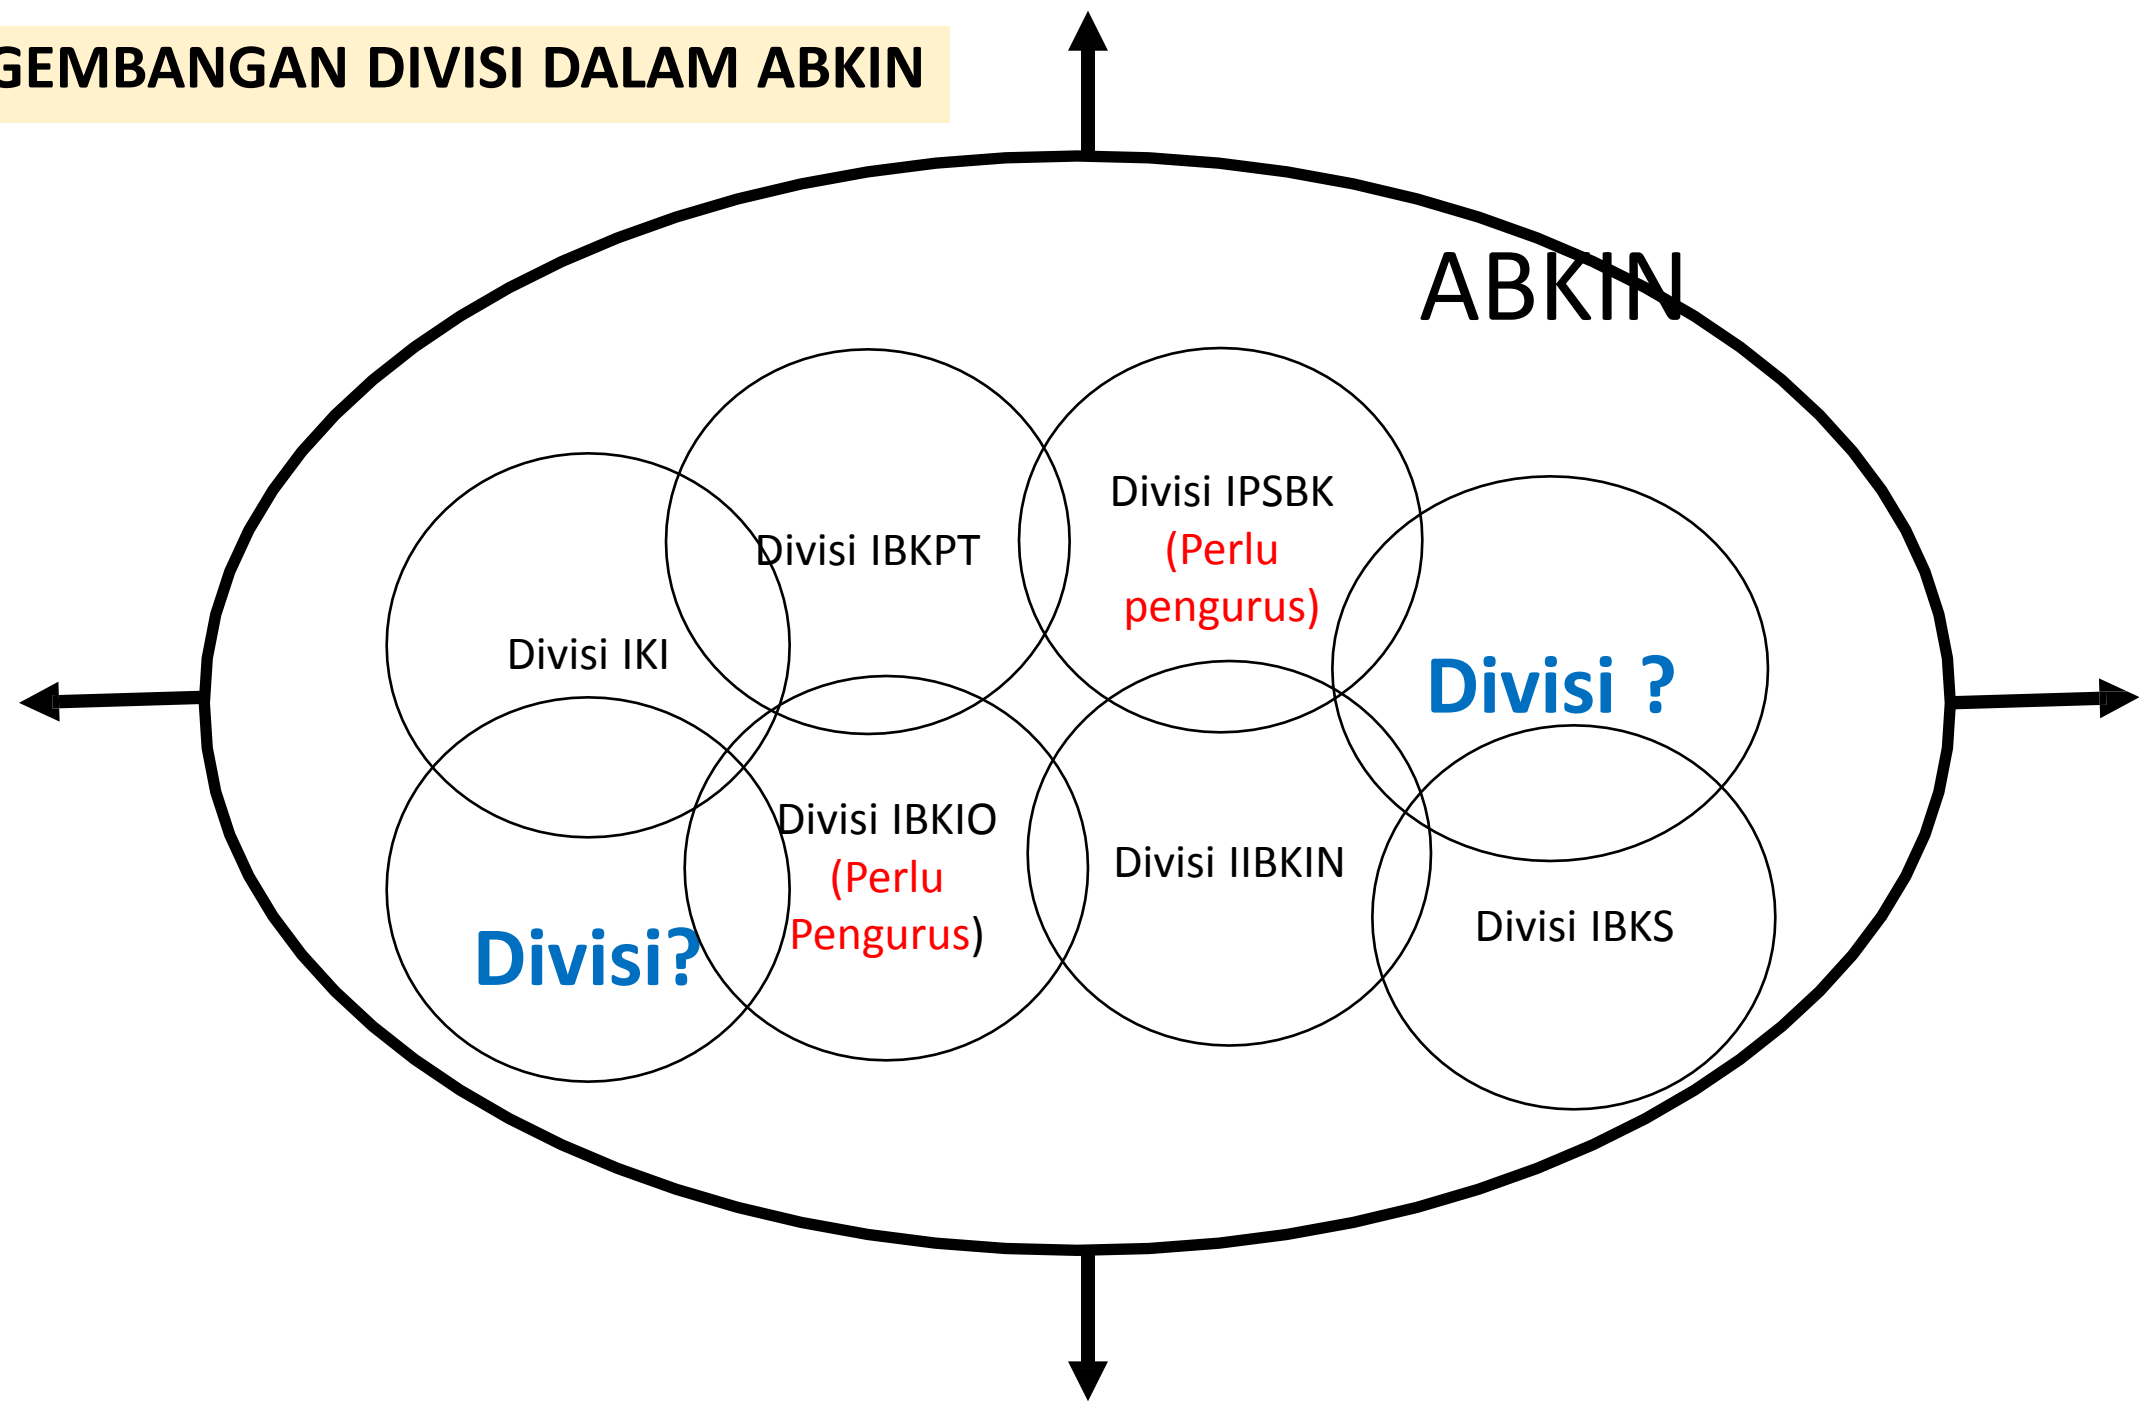 GEMBANGAN DIVISI DALAM ABKIN
ABKIN
Divisi IPSBK
(Perlu
pengurus)
Divisi IBKPT
Divisi IKI
Divisi ?
Divisi IBKIO
(Perlu
Pengurus)
Divisi IIBKIN
Divisi IBKS
Divisi?